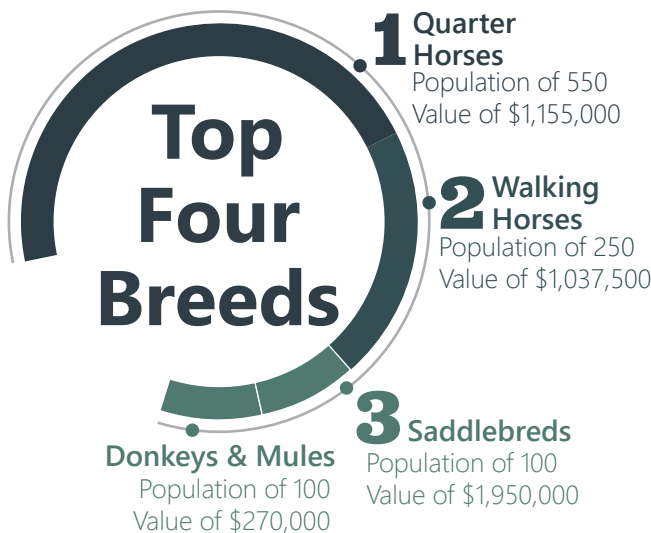 Top
Four
Breeds
1 Quarter
Horses
Population of 550
Value of $1,155,000
2 Walking
Horses
Population of 250
Value of $1,037,500
3 Saddlebreds
Population of 100
Value of $1,950,000
Donkeys & Mules
Population of 100
Value of $270,000